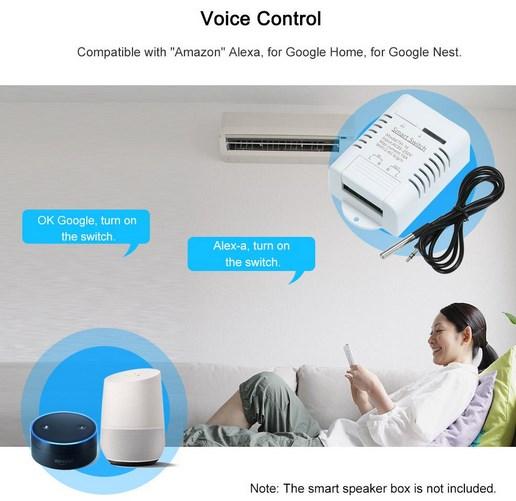 Voice Control
Compatible with "Amazon" Alexa, for Google Home, for Google Nest.
Smart Switch
OK Google, turn on
the switch.
Alex-a, turn on
the switch.
Note: The smart speaker box is not included.